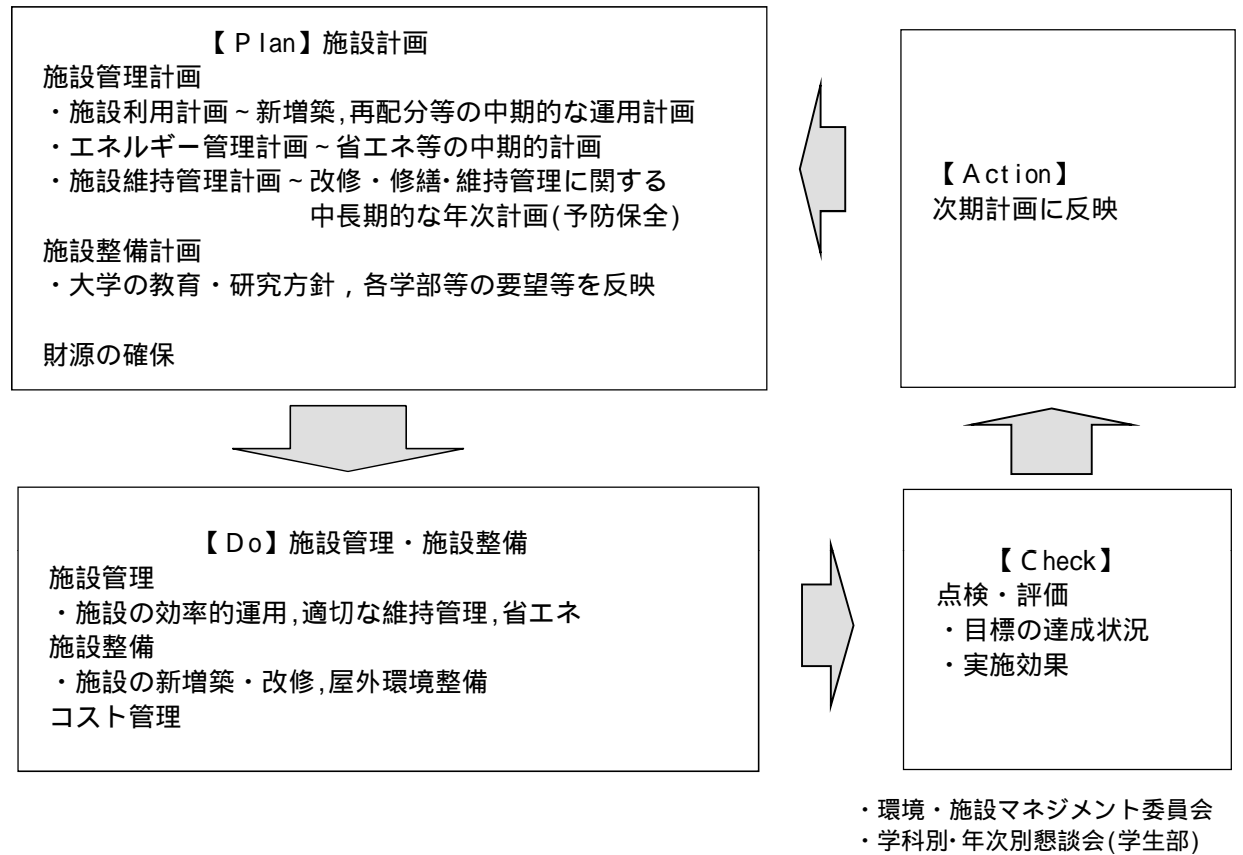 【Plan】施設計画
施設管理計画
・施設利用計画~新増築,再配分等の中期的な運用計画
・エネルギー管理計画~省エネ等の中期的計画
・施設維持管理計画~改修・修繕・維持管理に関する
中長期的な年次計画(予防保全)
施設整備計画
・大学の教育・研究方針,各学部等の要望等を反映
財源の確保
【Action】
次期計画に反映
【Do】施設管理・施設整備
施設管理
・施設の効率的運用,適切な維持管理,省エネ
施設整備
・施設の新増築・改修,屋外環境整備
コスト管理
【Check】
点検・評価
・目標の達成状況
・実施効果
・環境・施設マネジメント委員会
・学科別・年次別懇談会(学生部)